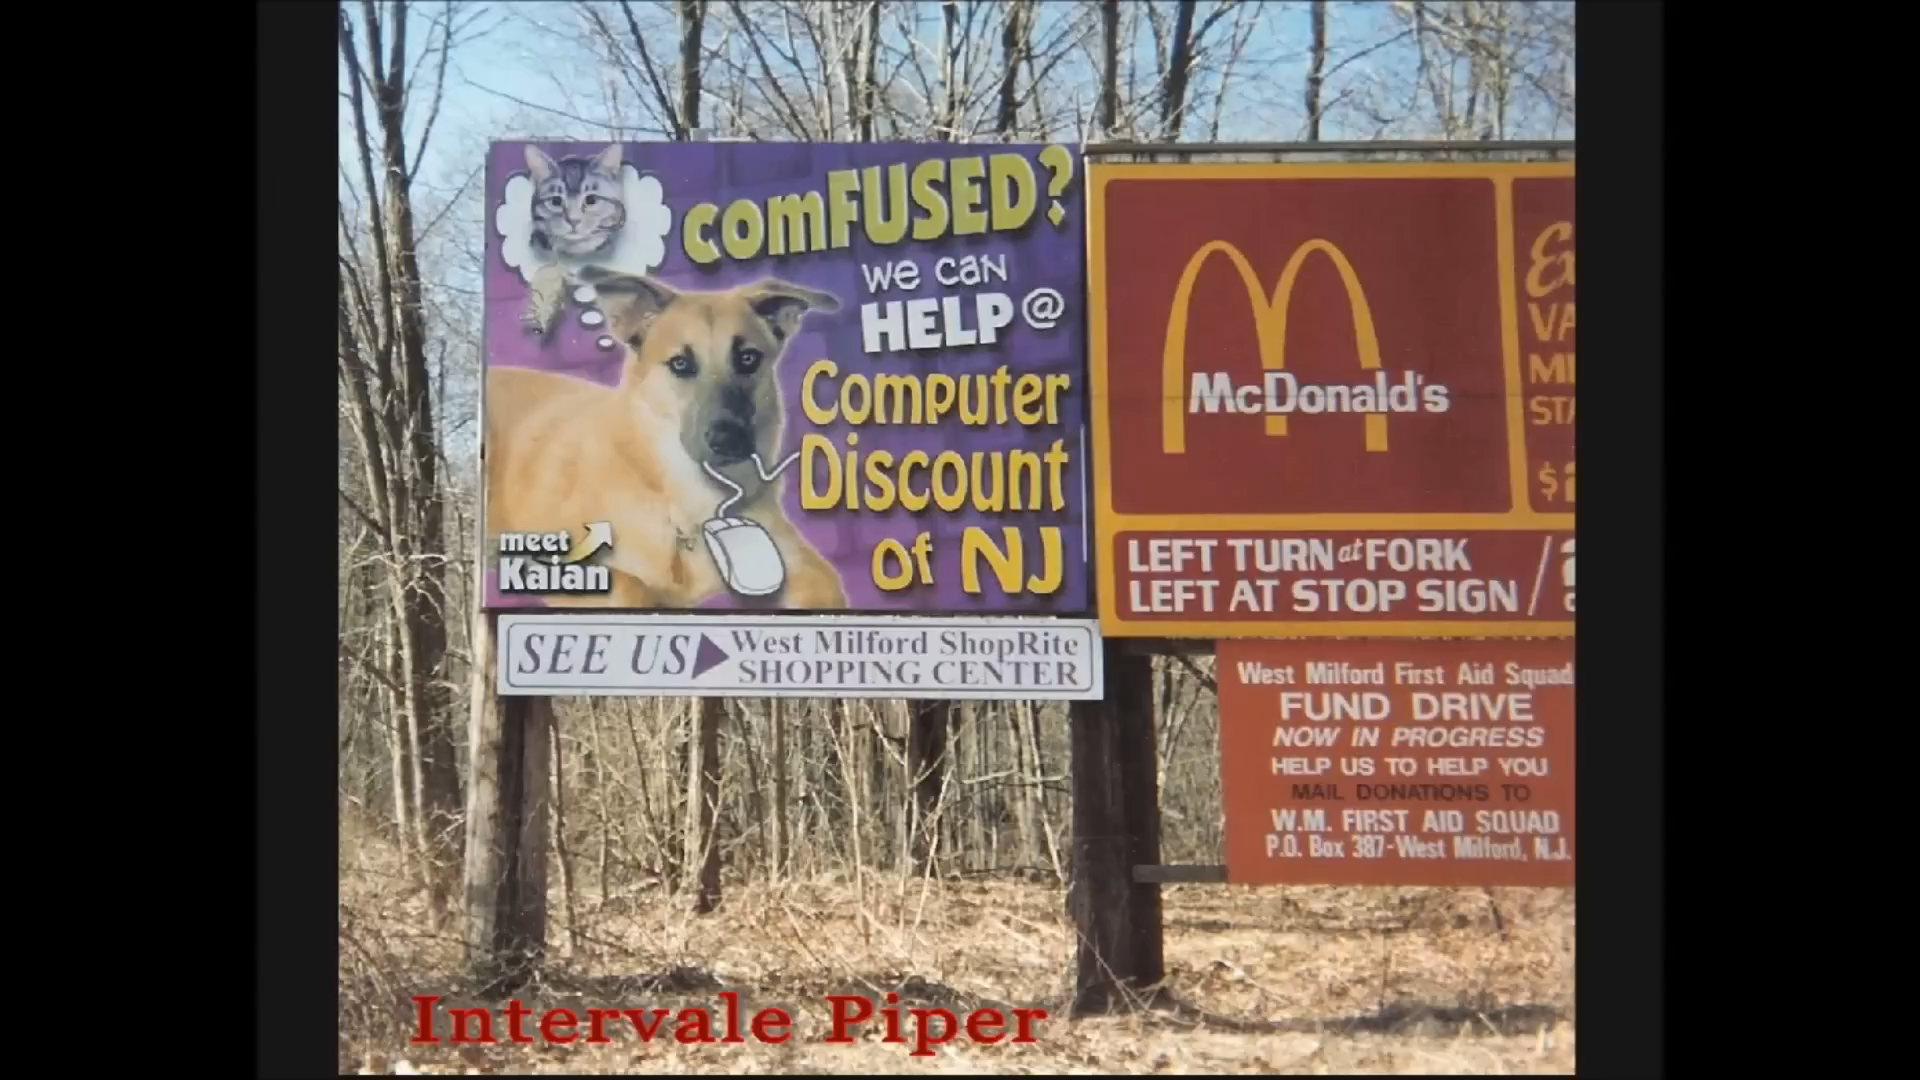 comFUSED?
we can
HELP @
Computer
Discount
of NJ
meet
Kaian
SEE US
West Milford ShopRite
SHOPPING CENTER
McDonald's
LEFT TURN at FORK
LEFT AT STOP SIGN /
$
West Milford First Aid Squad
FUND DRIVE
NOW IN PROGRESS
HELP US TO HELP YOU
MAIL DONATIONS TO
W.M. FIRST AID SQUAD
P.O. Box 387-West Milford, N.J.
Intervale Piper